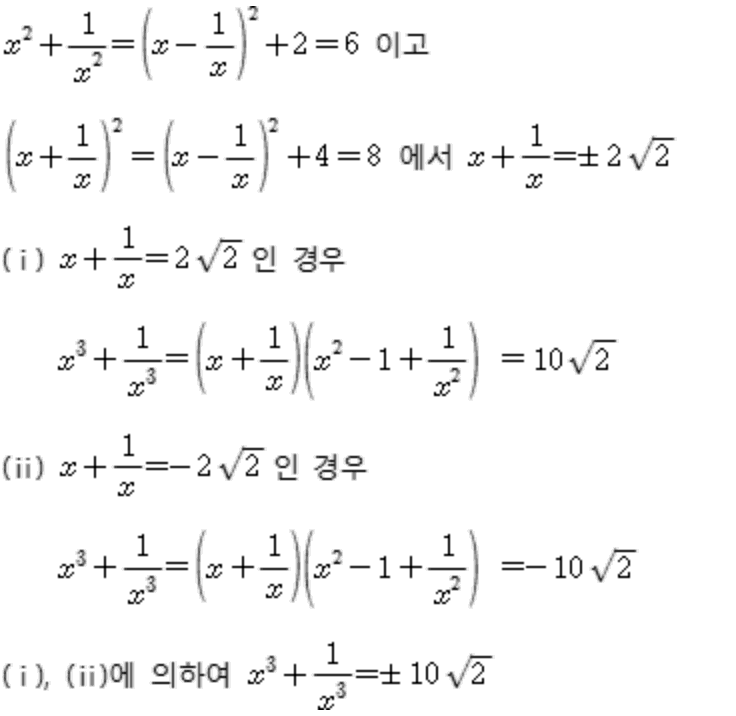 x² + 1/x² = (x − 1/x)² + 2 = 6 이고
(x + 1/x)² = (x − 1/x)² + 4 = 8 에서 x + 1/x = ± 2√2
(i) x + 1/x = 2√2 인 경우
x³ + 1/x³ = (x + 1/x)(x² − 1 + 1/x²) = 10√2
(ii) x + 1/x = − 2√2 인 경우
x³ + 1/x³ = (x + 1/x)(x² − 1 + 1/x²) = − 10√2
(i), (ii)에 의하여 x³ + 1/x³ = ± 10√2